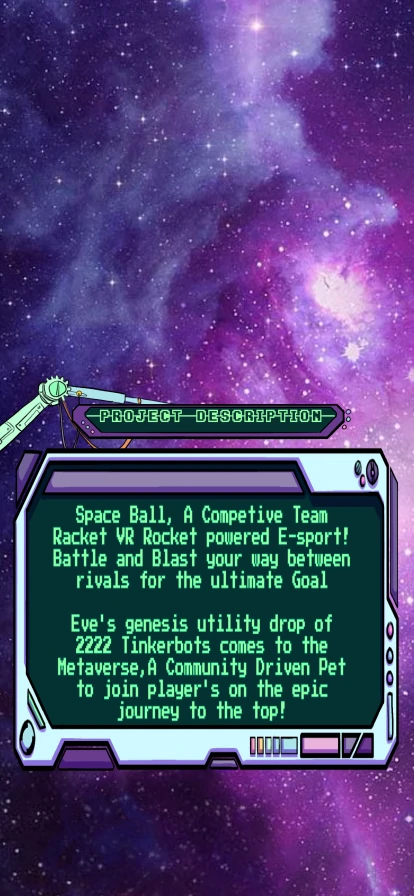 PROJECT DESCRIPTION
Space Ball, A Competive Team
Racket VR Rocket powered E-sport!
Battle and Blast your way between
rivals for the ultimate Goal
Eve's genesis utility drop of
2222 Tinkerbots comes to the
Metaverse,A Community Driven Pet
to join player's on the epic
journey to the top!